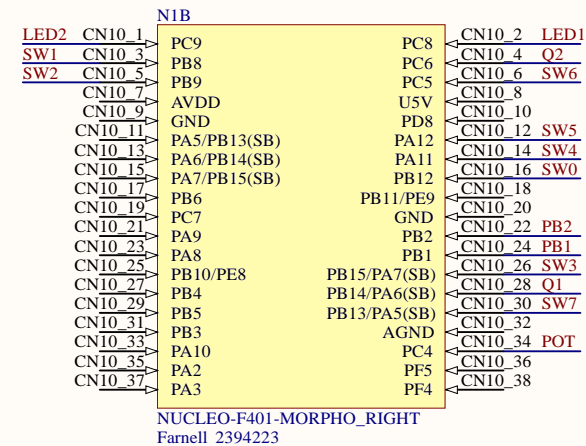 N1B
LED2 CN10_1 PC9 PC8 CN10_2 LED1
SW1 CN10_3 PB8 PC6 CN10_4 Q2
SW2 CN10_5 PB9 PC5 CN10_6 SW6
CN10_7 AVDD U5V CN10_8
CN10_9 GND PD8 CN10_10
CN10_11 PA5/PB13(SB) PA12 CN10_12 SW5
CN10_13 PA6/PB14(SB) PA11 CN10_14 SW4
CN10_15 PA7/PB15(SB) PB12 CN10_16 SW0
CN10_17 PB6 PB11/PE9 CN10_18
CN10_19 PC7 GND CN10_20
CN10_21 PA9 PB2 CN10_22 PB2
CN10_23 PA8 PB1 CN10_24 PB1
CN10_25 PB10/PE8 PB15/PA7(SB) CN10_26 SW3
CN10_27 PB4 PB14/PA6(SB) CN10_28 Q1
CN10_29 PB5 PB13/PA5(SB) CN10_30 SW7
CN10_31 PB3 AGND CN10_32
CN10_33 PA10 PC4 CN10_34 POT
CN10_35 PA2 PF5 CN10_36
CN10_37 PA3 PF4 CN10_38
NUCLEO-F401-MORPHO_RIGHT
Farnell 2394223